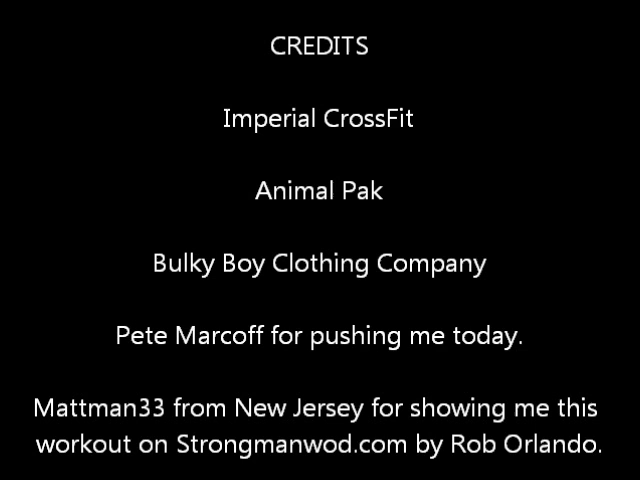 CREDITS
Imperial CrossFit
Animal Pak
Bulky Boy Clothing Company
Pete Marcoff for pushing me today.
Mattman33 from New Jersey for showing me this
workout on Strongmanwod.com by Rob Orlando.